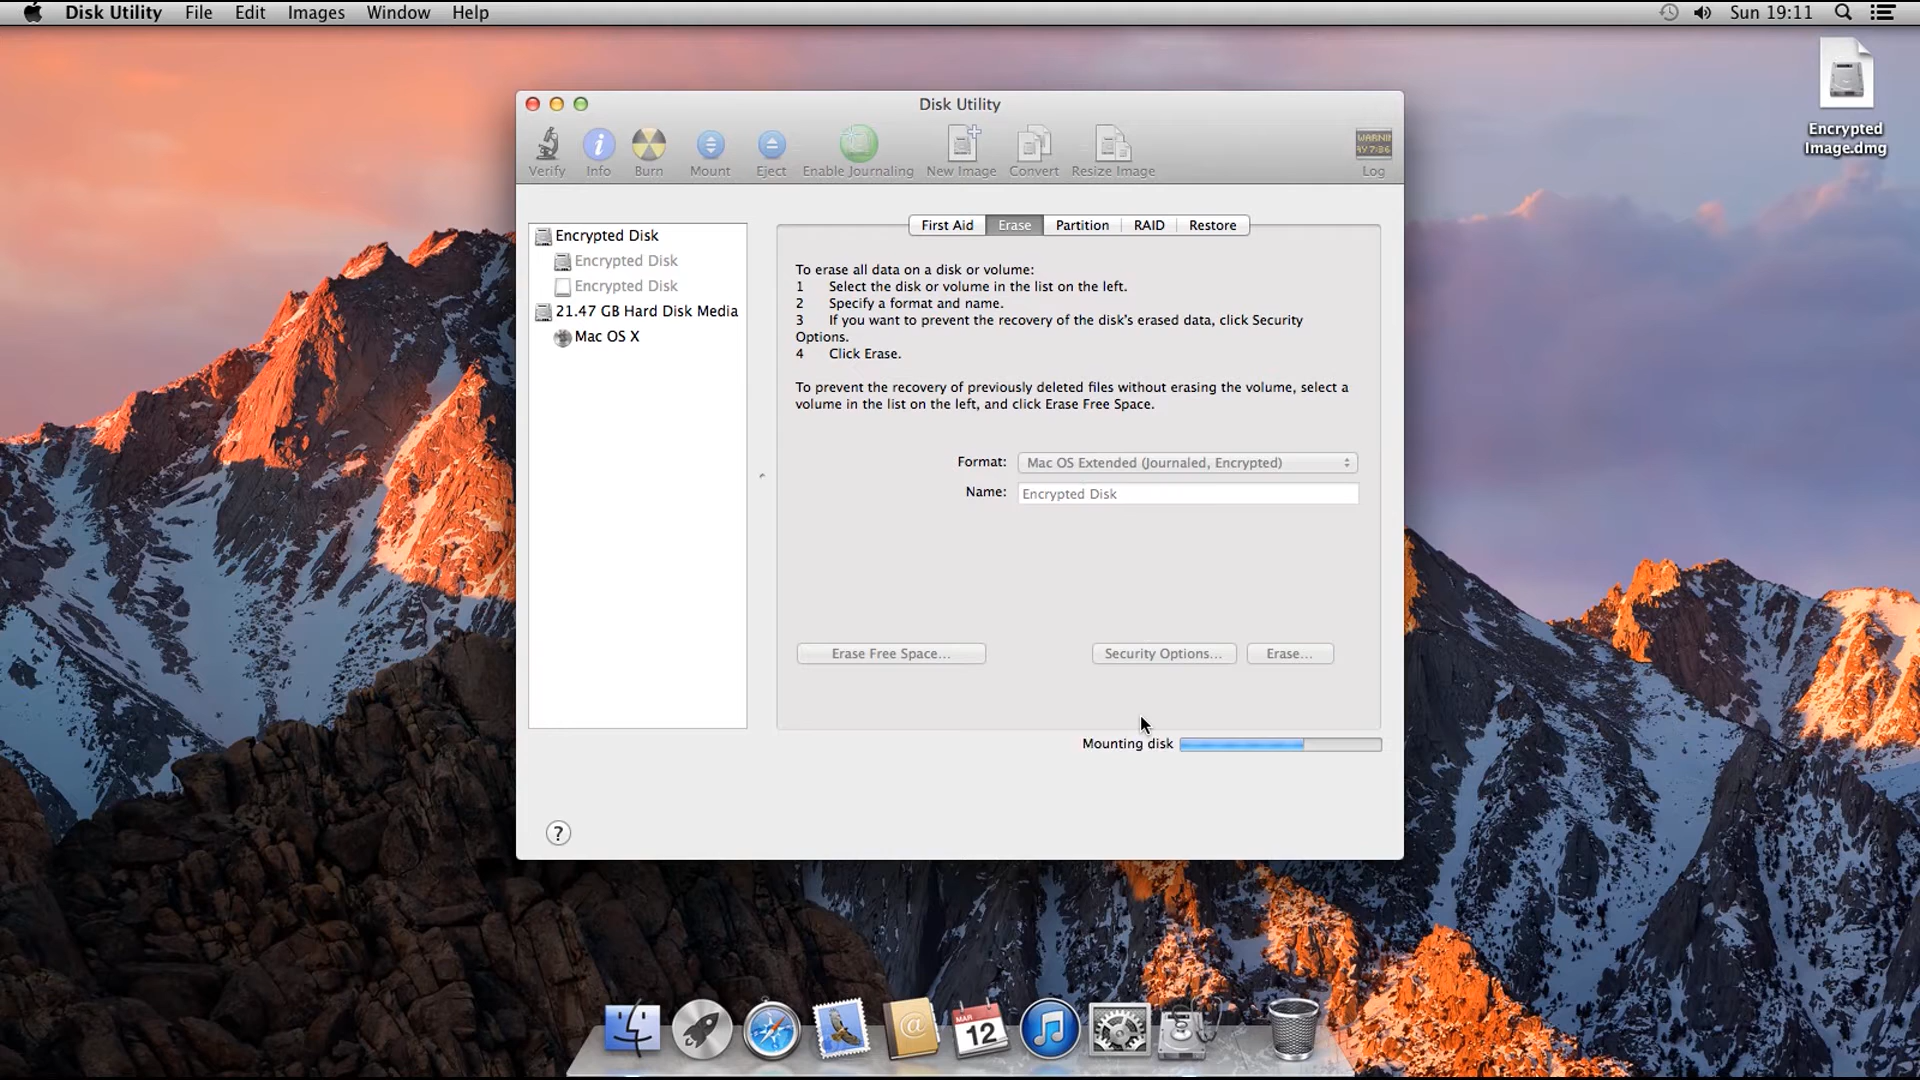 Disk Utility File Edit Images Window Help Sun 19:11
Encrypted
Image.dmg
Disk Utility
Verify Info Burn Mount Eject Enable Journaling New Image Convert Resize Image Log
WARNIN
AY 7:36
Encrypted Disk
Encrypted Disk
Encrypted Disk
21.47 GB Hard Disk Media
Mac OS X
First Aid Erase Partition RAID Restore
To erase all data on a disk or volume:
1 Select the disk or volume in the list on the left.
2 Specify a format and name.
3 If you want to prevent the recovery of the disk's erased data, click Security
Options.
4 Click Erase.
To prevent the recovery of previously deleted files without erasing the volume, select a
volume in the list on the left, and click Erase Free Space.
Format: Mac OS Extended (Journaled, Encrypted)
Name: Encrypted Disk
Erase Free Space... Security Options... Erase...
Mounting disk
?
MAR
12